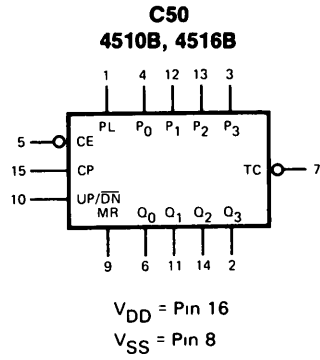 C50
4510B, 4516B
1 4 12 13 3
PL P0 P1 P2 P3
5 CE
15 CP TC 7
10 UP/DN
MR Q0 Q1 Q2 Q3
9 6 11 14 2
VDD = Pin 16
VSS = Pin 8